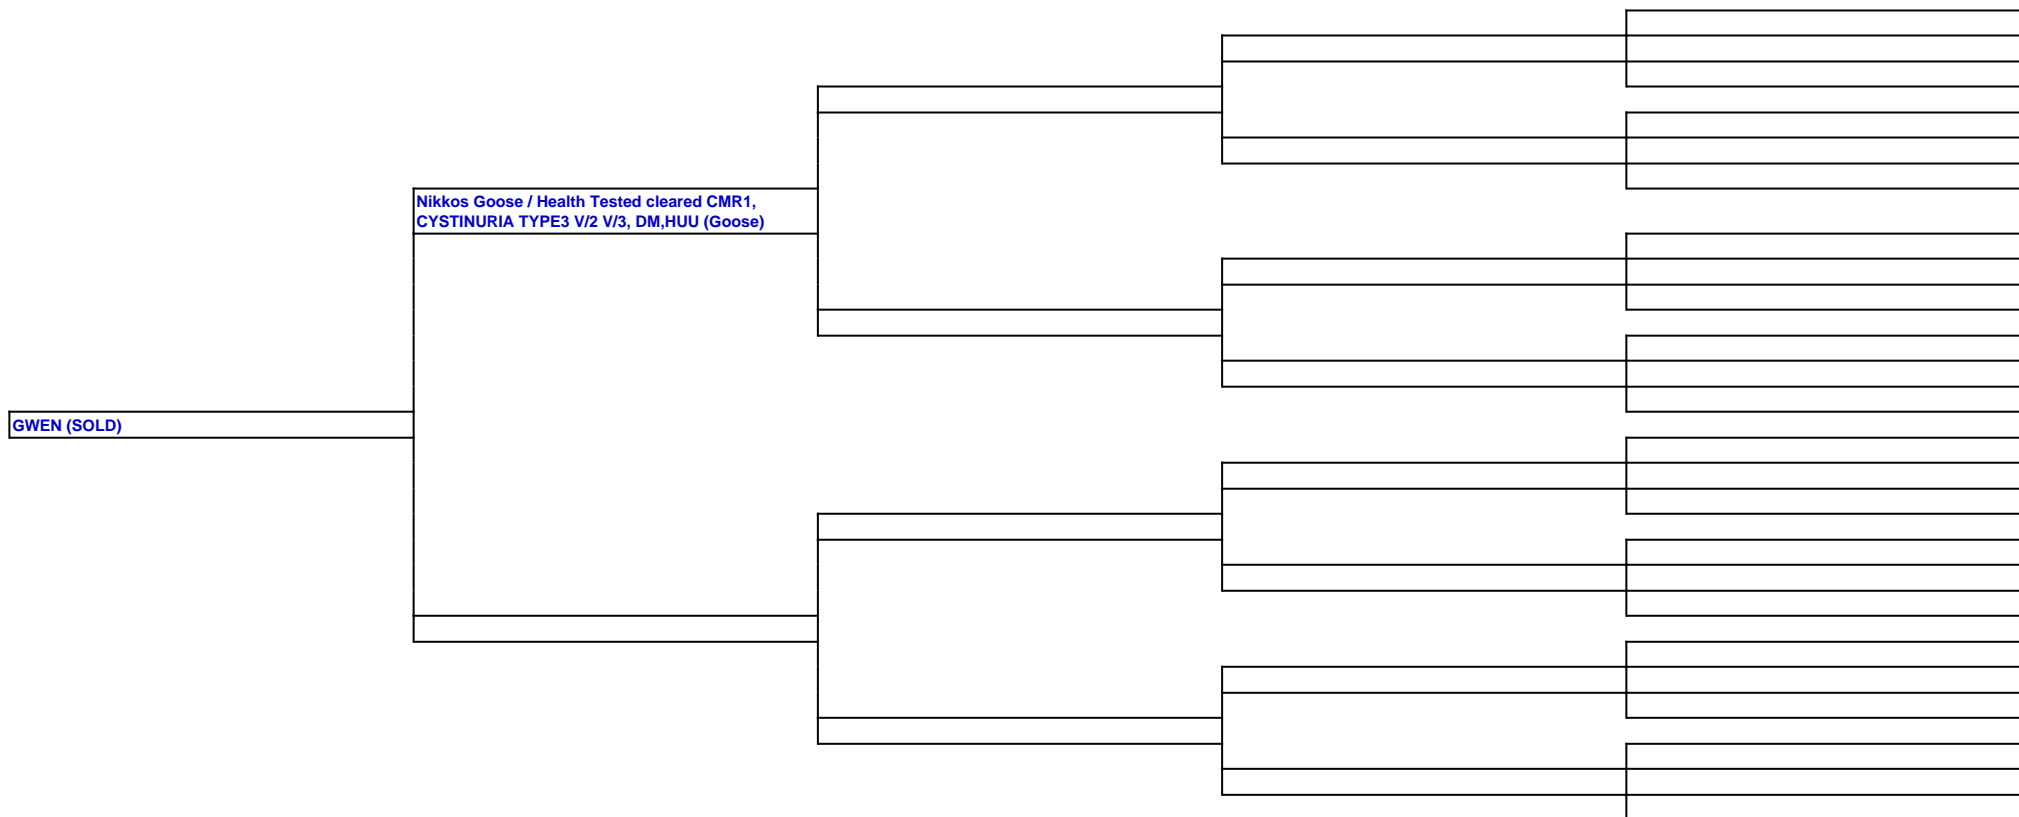 Nikkos Goose / Health Tested cleared CMR1,
CYSTINURIA TYPE3 V/2 V/3, DM,HUU (Goose)
GWEN (SOLD)